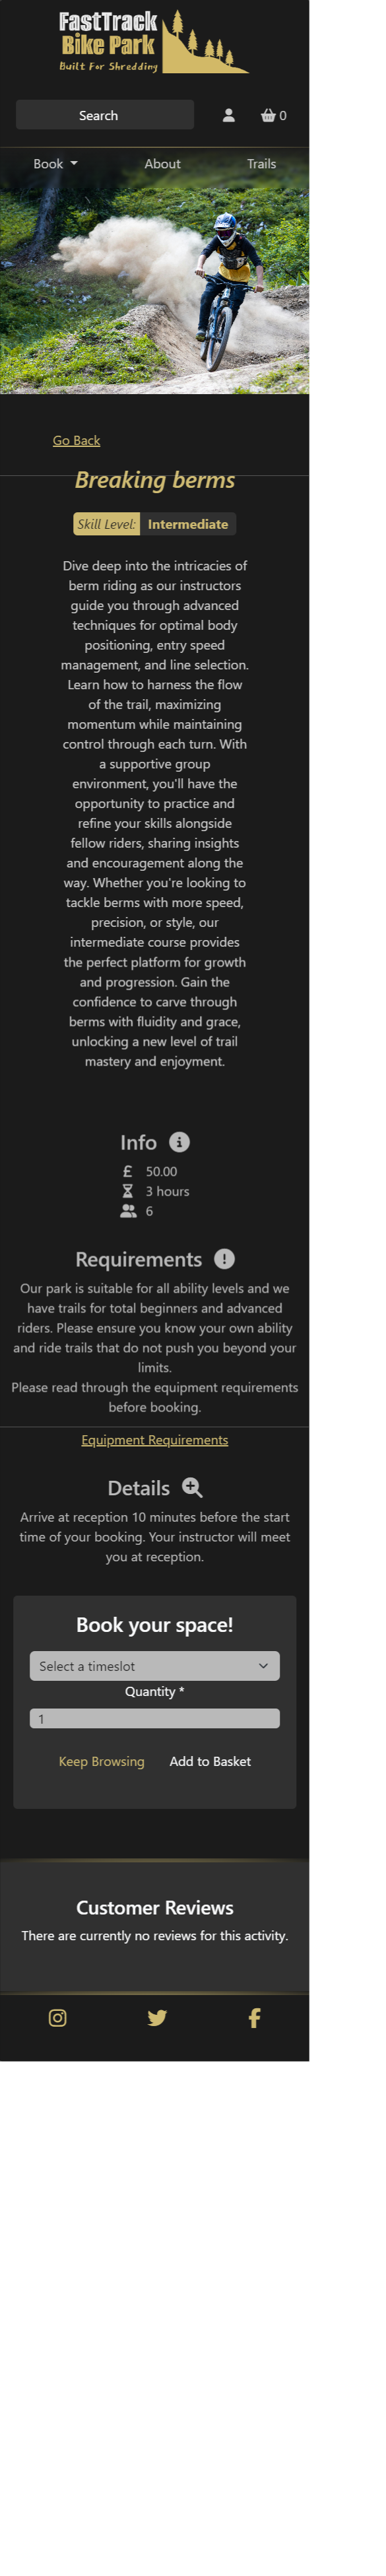 FastTrack
Bike Park
Built For Shredding
Search
0
Book
About
Trails
Go Back
Breaking berms
Skill Level: Intermediate
Dive deep into the intricacies of
berm riding as our instructors
guide you through advanced
techniques for optimal body
positioning, entry speed
management, and line selection.
Learn how to harness the flow
of the trail, maximizing
momentum while maintaining
control through each turn. With
a supportive group
environment, you'll have the
opportunity to practice and
refine your skills alongside
fellow riders, sharing insights
and encouragement along the
way. Whether you're looking to
tackle berms with more speed,
precision, or style, our
intermediate course provides
the perfect platform for growth
and progression. Gain the
confidence to carve through
berms with fluidity and grace,
unlocking a new level of trail
mastery and enjoyment.
Info
£ 50.00
3 hours
6
Requirements
Our park is suitable for all ability levels and we
have trails for total beginners and advanced
riders. Please ensure you know your own ability
and ride trails that do not push you beyond your
limits.
Please read through the equipment requirements
before booking.
Equipment Requirements
Details
Arrive at reception 10 minutes before the start
time of your booking. Your instructor will meet
you at reception.
Book your space!
Select a timeslot
Quantity *
1
Keep Browsing
Add to Basket
Customer Reviews
There are currently no reviews for this activity.